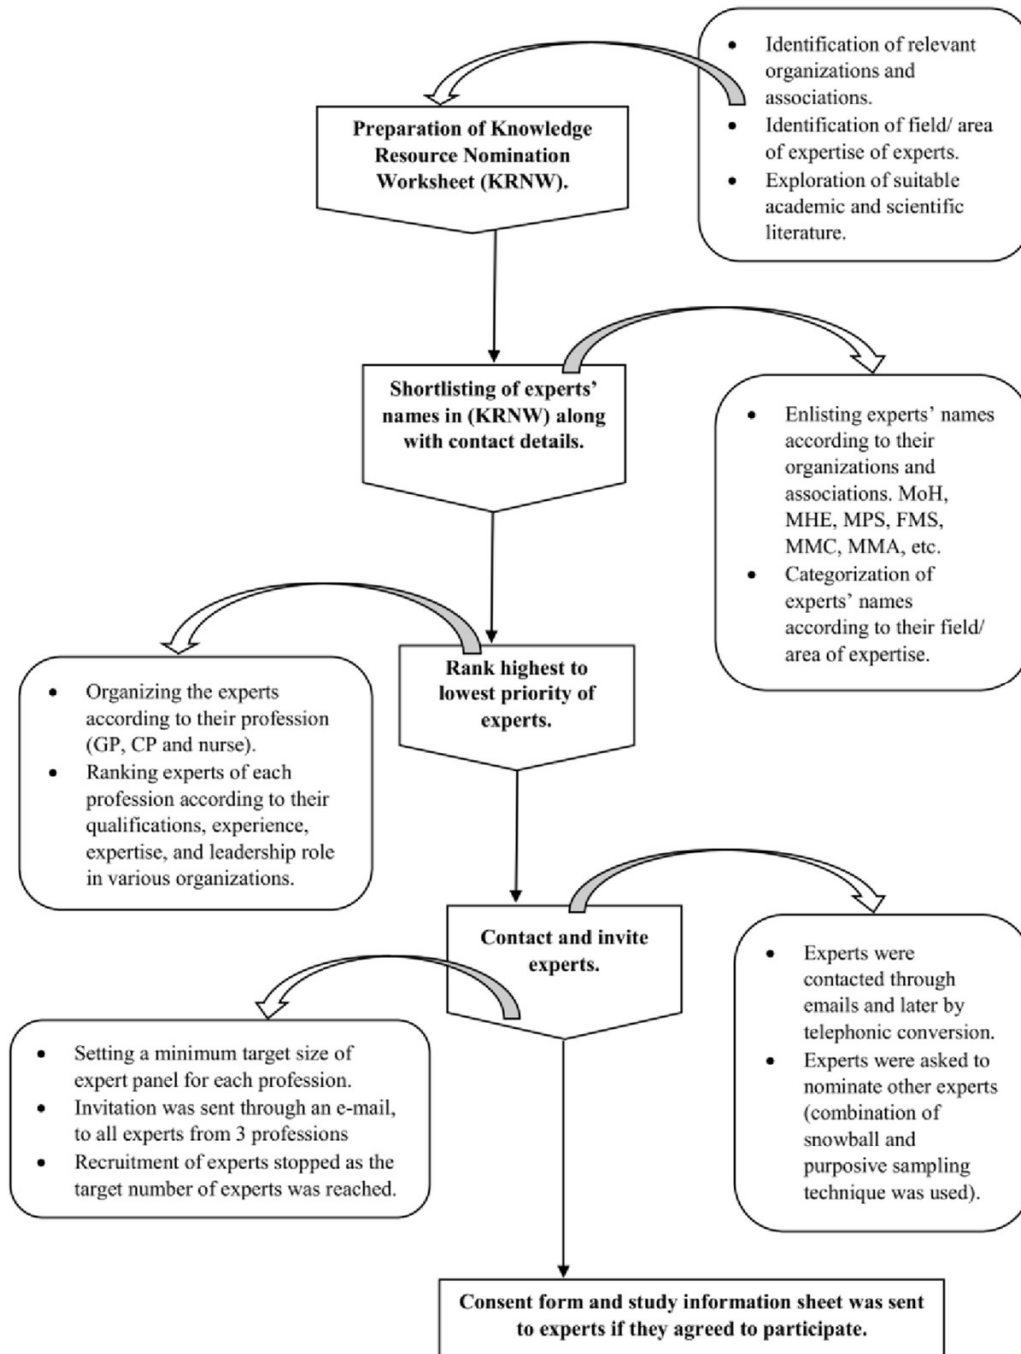 • Identification of relevant
organizations and
associations.
• Identification of field/ area
of expertise of experts.
• Exploration of suitable
academic and scientific
literature.
Preparation of Knowledge
Resource Nomination
Worksheet (KRNW).
Shortlisting of experts’
names in (KRNW) along
with contact details.
• Enlisting experts’ names
according to their
organizations and
associations. MoH,
MHE, MPS, FMS,
MMC, MMA, etc.
• Categorization of
experts’ names
according to their field/
area of expertise.
Rank highest to
lowest priority of
experts.
• Organizing the experts
according to their profession
(GP, CP and nurse).
• Ranking experts of each
profession according to their
qualifications, experience,
expertise, and leadership role
in various organizations.
Contact and invite
experts.
• Experts were
contacted through
emails and later by
telephonic conversion.
• Experts were asked to
nominate other experts
(combination of
snowball and
purposive sampling
technique was used).
• Setting a minimum target size of
expert panel for each profession.
• Invitation was sent through an e-mail,
to all experts from 3 professions
• Recruitment of experts stopped as the
target number of experts was reached.
Consent form and study information sheet was sent
to experts if they agreed to participate.